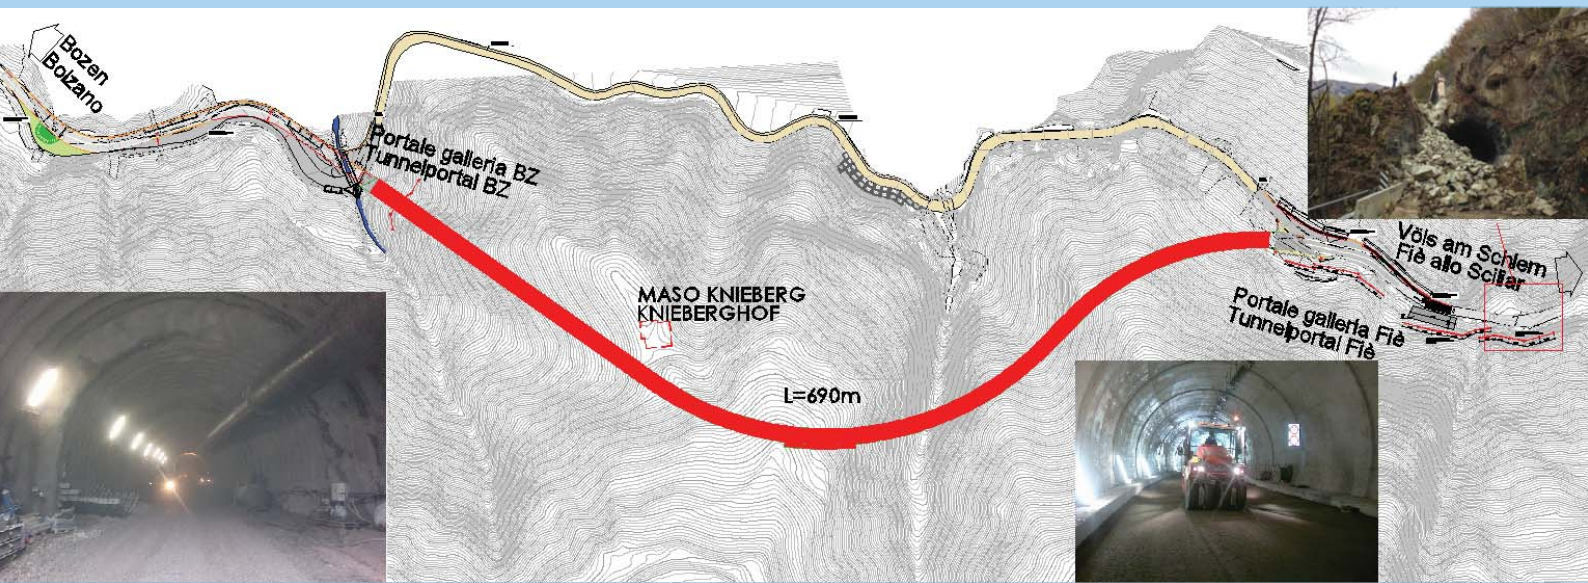 Bozen
Bolzano
Portale galleria BZ
Tunnelportal BZ
MASO KNIEBERG
KNIEBERGHOF
L=690m
Völs am Schlern
Fiè allo Sciliar
Portale galleria Fiè
Tunnelportal Fiè